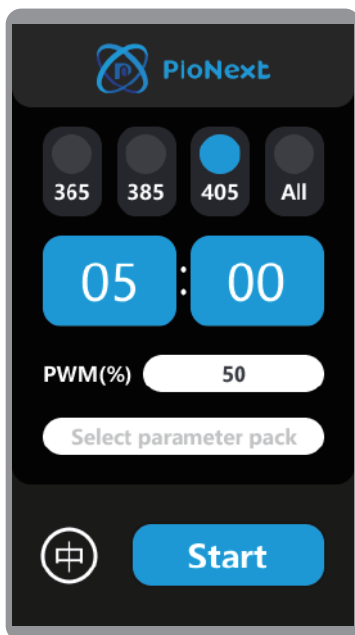 PioNext
365 385 405 All
05 : 00
PWM(%) 50
Select parameter pack
中 Start